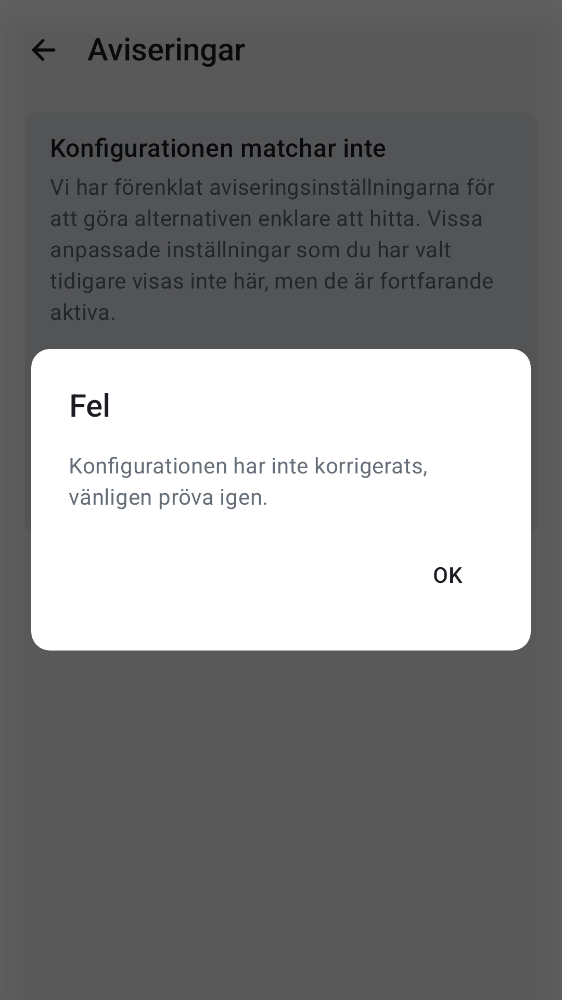 Aviseringar
Konfigurationen matchar inte
Vi har förenklat aviseringsinställningarna för
att göra alternativen enklare att hitta. Vissa
anpassade inställningar som du har valt
tidigare visas inte här, men de är fortfarande
aktiva.
Fel
Konfigurationen har inte korrigerats,
vänligen pröva igen.
OK